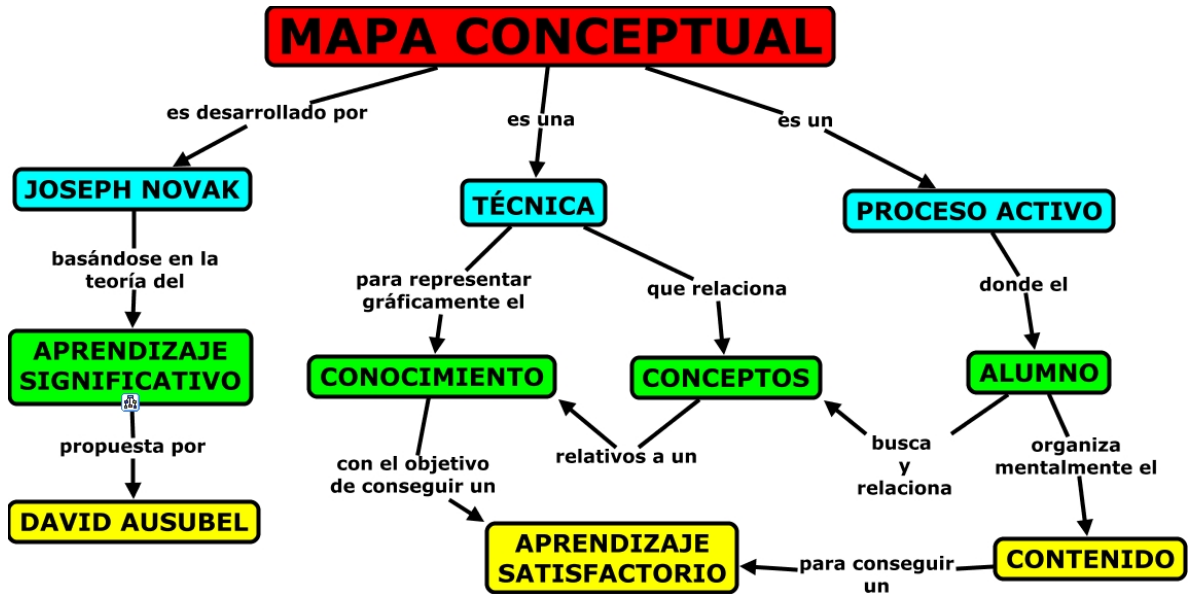 MAPA CONCEPTUAL
es desarrollado por
es una
es un
JOSEPH NOVAK
TÉCNICA
PROCESO ACTIVO
basándose en la
teoría del
para representar
gráficamente el
que relaciona
donde el
APRENDIZAJE
SIGNIFICATIVO
CONOCIMIENTO
CONCEPTOS
ALUMNO
propuesta por
con el objetivo
de conseguir un
relativos a un
busca
y
relaciona
organiza
mentalmente el
DAVID AUSUBEL
APRENDIZAJE
SATISFACTORIO
para conseguir
un
CONTENIDO